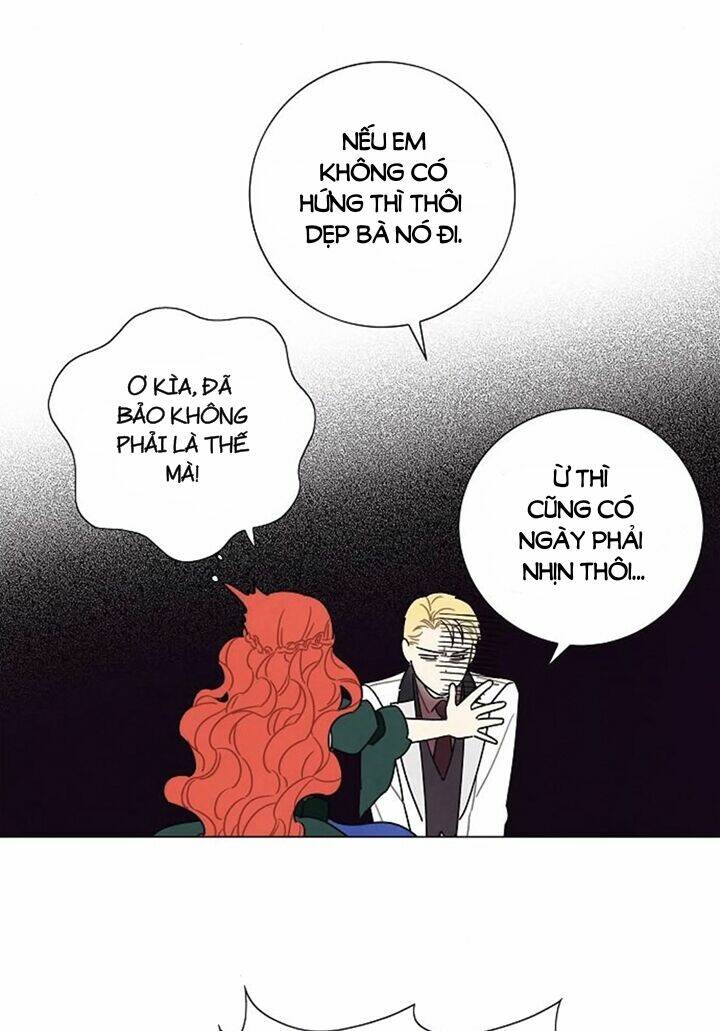 NẾU EM
KHÔNG CÓ
HỨNG THÌ THÔI
DẸP BÀ NÓ ĐI.
Ơ KÌA, ĐÃ
BẢO KHÔNG
PHẢI LÀ THẾ
MÀ!
Ừ THÌ
CŨNG CÓ
NGÀY PHẢI
NHỊN THÔI...